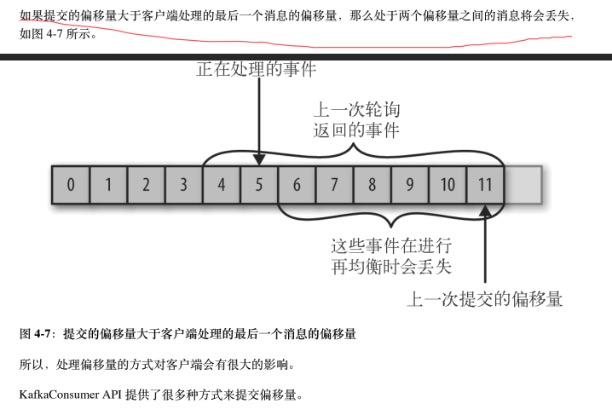 如果提交的偏移量大于客户端处理的最后一个消息的偏移量，那么处于两个偏移量之间的消息将会丢失，
如图 4-7 所示。
正在处理的事件
上一次轮询
返回的事件
0 1 2 3 4 5 6 7 8 9 10 11
这些事件在进行
再均衡时会丢失
上一次提交的偏移量
图 4-7：提交的偏移量大于客户端处理的最后一个消息的偏移量
所以，处理偏移量的方式对客户端会有很大的影响。
KafkaConsumer API 提供了很多种方式来提交偏移量。